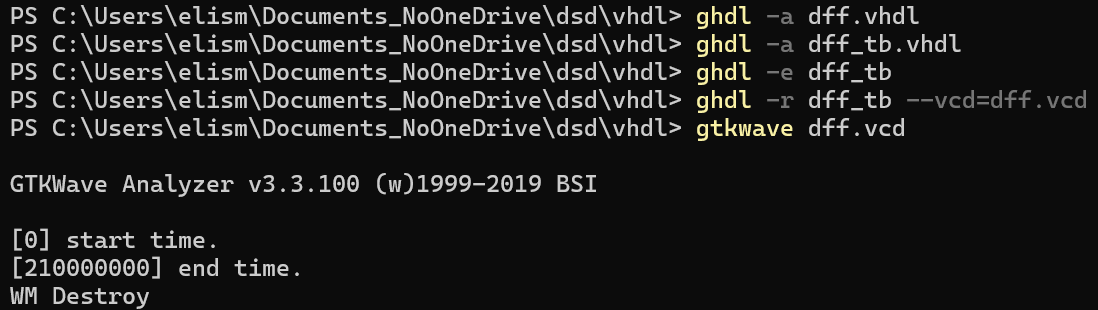 PS C:\Users\elism\Documents_NoOneDrive\dsd\vhdl> ghdl -a dff.vhdl
PS C:\Users\elism\Documents_NoOneDrive\dsd\vhdl> ghdl -a dff_tb.vhdl
PS C:\Users\elism\Documents_NoOneDrive\dsd\vhdl> ghdl -e dff_tb
PS C:\Users\elism\Documents_NoOneDrive\dsd\vhdl> ghdl -r dff_tb --vcd=dff.vcd
PS C:\Users\elism\Documents_NoOneDrive\dsd\vhdl> gtkwave dff.vcd
GTKWave Analyzer v3.3.100 (w)1999-2019 BSI
[0] start time.
[210000000] end time.
WM Destroy